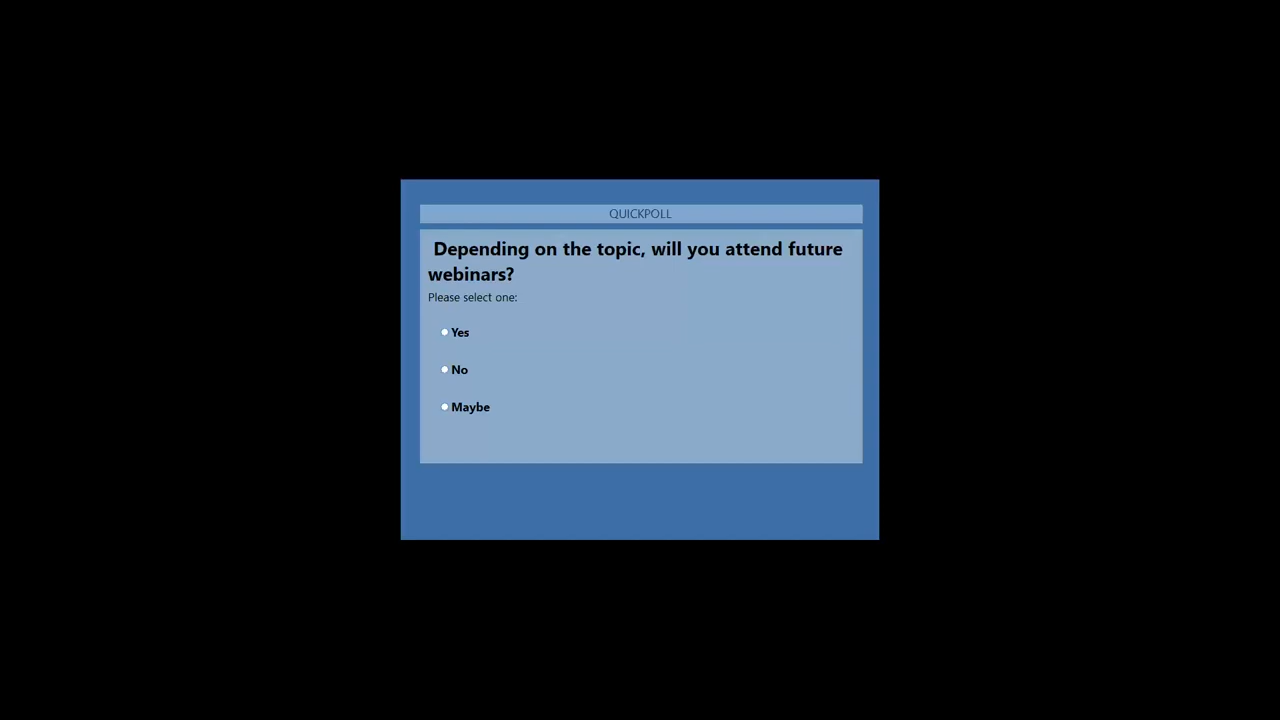 QUICKPOLL
Depending on the topic, will you attend future
webinars?
Please select one:
Yes
No
Maybe